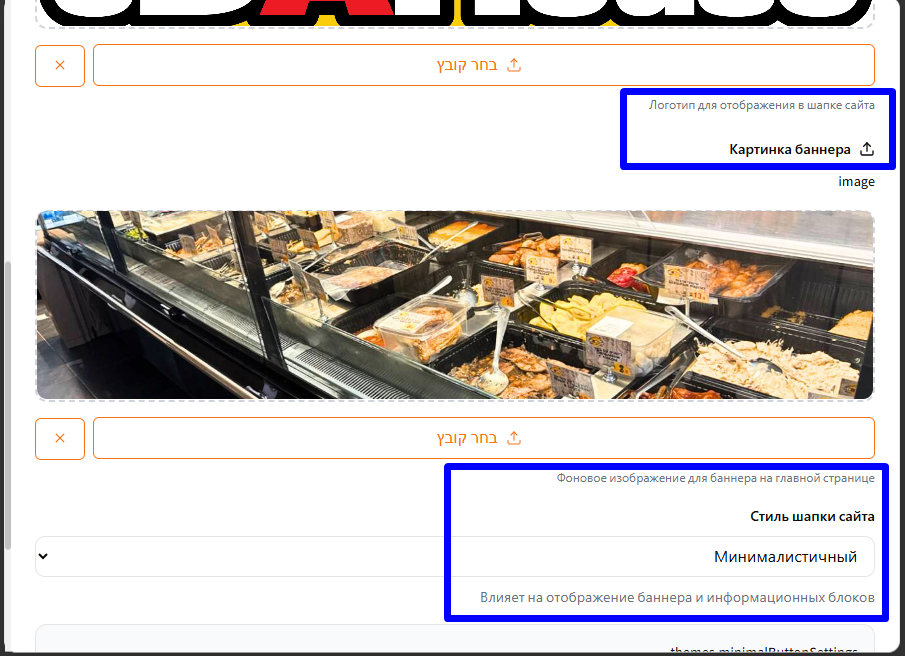 בחר קובץ
Логотип для отображения в шапке сайта
Картинка баннера
image
בחר קובץ
Фоновое изображение для баннера на главной странице
Стиль шапки сайта
Минималистичный
Влияет на отображение баннера и информационных блоков
themes.minimalButtonSettings